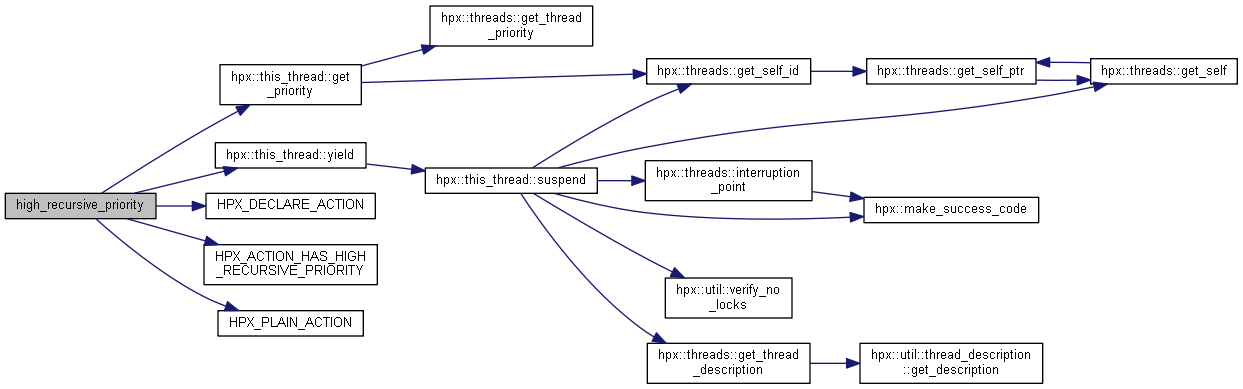 hpx::threads::get_thread
_priority
hpx::this_thread::get
_priority
hpx::threads::get_self_id
hpx::threads::get_self_ptr
hpx::threads::get_self
hpx::this_thread::yield
hpx::this_thread::suspend
hpx::threads::interruption
_point
high_recursive_priority
HPX_DECLARE_ACTION
hpx::make_success_code
HPX_ACTION_HAS_HIGH
_RECURSIVE_PRIORITY
hpx::util::verify_no
_locks
HPX_PLAIN_ACTION
hpx::threads::get_thread
_description
hpx::util::thread_description
::get_description